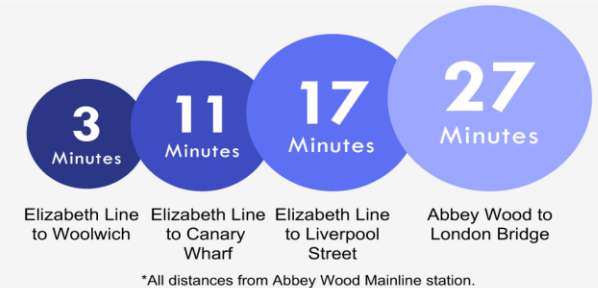 3
Minutes
11
Minutes
17
Minutes
27
Minutes
Elizabeth Line
to Woolwich
Elizabeth Line
to Canary
Wharf
Elizabeth Line
to Liverpool
Street
Abbey Wood to
London Bridge
*All distances from Abbey Wood Mainline station.